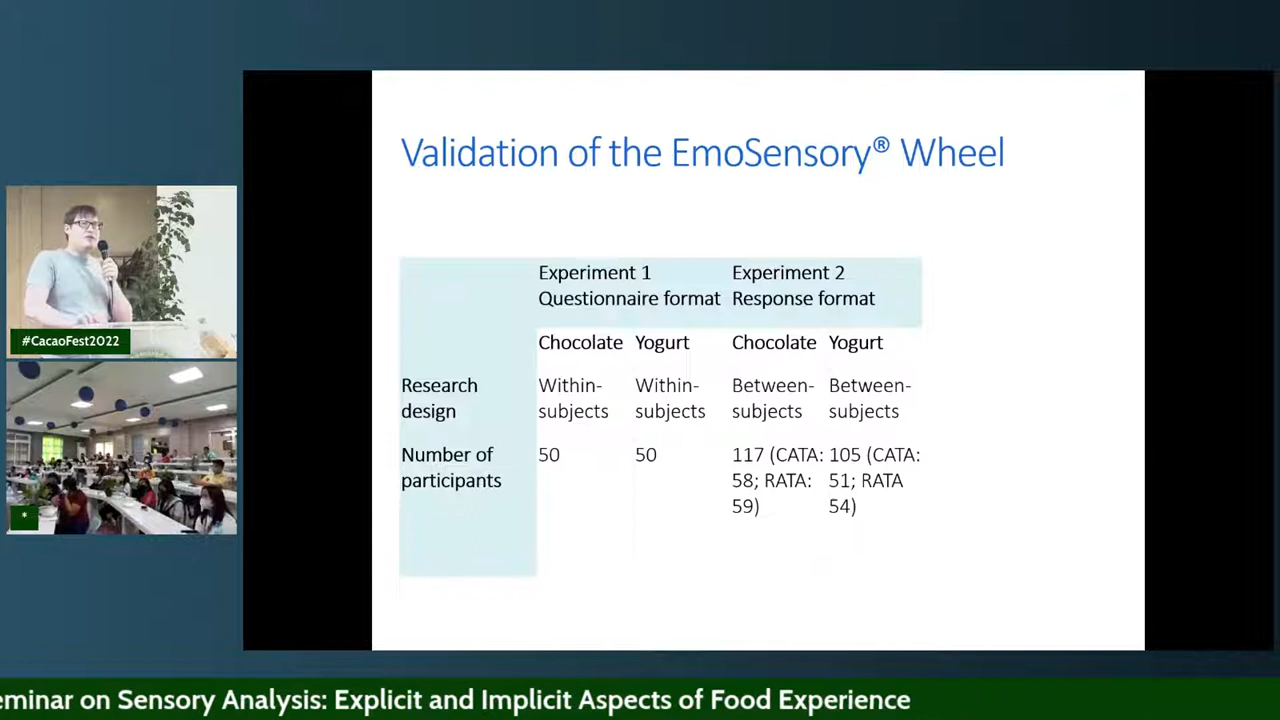 Validation of the EmoSensory® Wheel
Experiment 1
Questionnaire format
Experiment 2
Response format
Chocolate
Yogurt
Chocolate
Yogurt
Research
design
Within-
subjects
Within-
subjects
Between-
subjects
Between-
subjects
Number of
participants
50
50
117 (CATA:
58; RATA:
59)
105 (CATA:
51; RATA
54)
#CacaoFest2022
*
eminar on Sensory Analysis: Explicit and Implicit Aspects of Food Experience